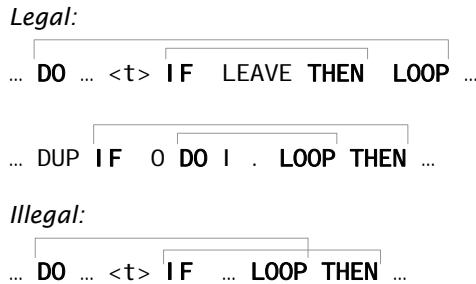 Legal:
… DO … <t> IF LEAVE THEN LOOP …
… DUP IF 0 DO I . LOOP THEN …
Illegal:
… DO … <t> IF … LOOP THEN …